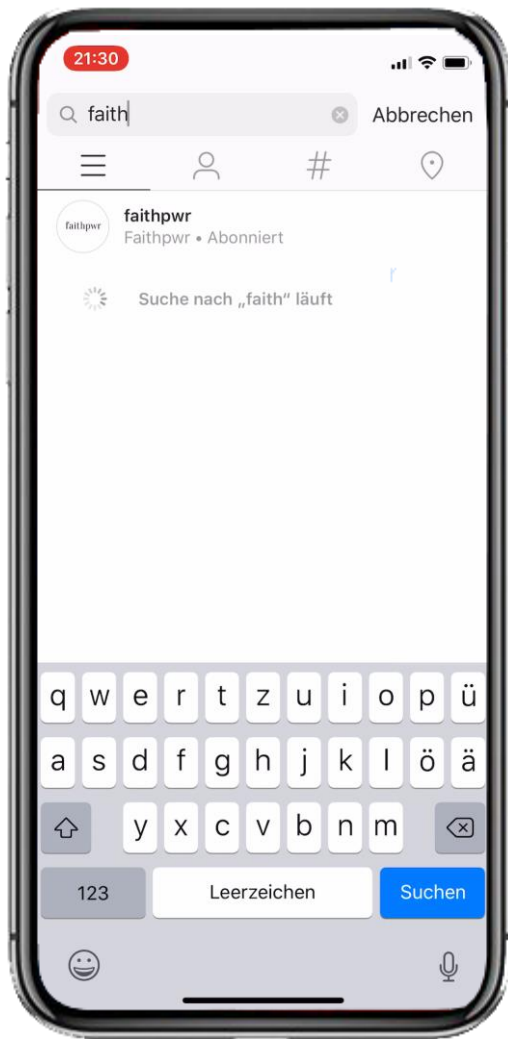 21:30
faith Abbrechen
faithpwr
faithpwr
Faithpwr • Abonniert
r
Suche nach „faith“ läuft
q w e r t z u i o p ü
a s d f g h j k l ö ä
y x c v b n m
123 Leerzeichen Suchen